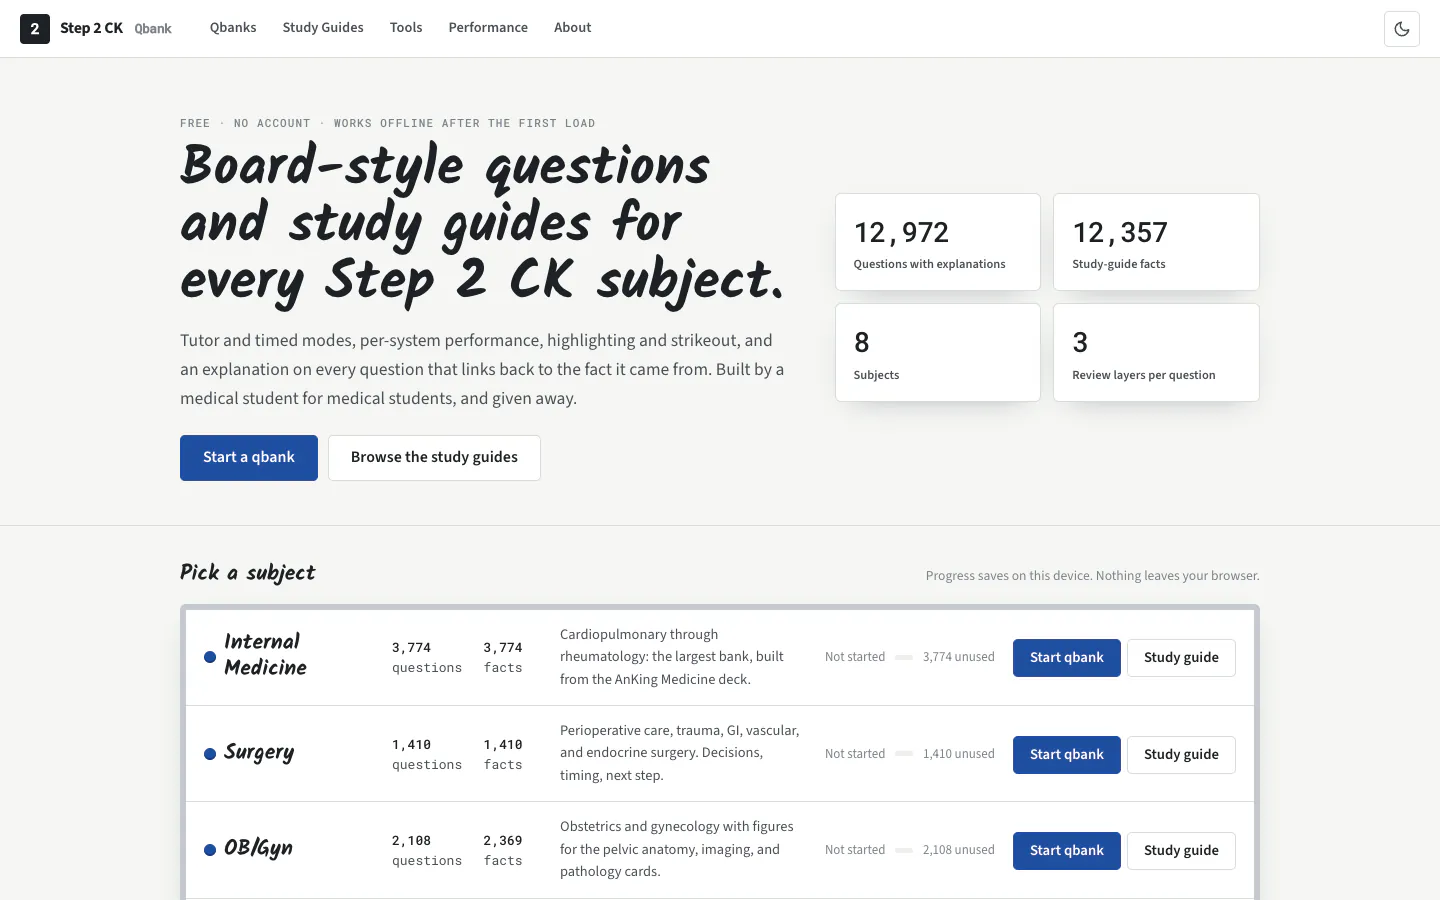 2 Step 2 CK Qbank Qbanks Study Guides Tools Performance About
FREE · NO ACCOUNT · WORKS OFFLINE AFTER THE FIRST LOAD
Board-style questions
and study guides for
every Step 2 CK subject.
Tutor and timed modes, per-system performance, highlighting and strikeout, and
an explanation on every question that links back to the fact it came from. Built by a
medical student for medical students, and given away.
Start a qbank Browse the study guides
12,972
Questions with explanations
12,357
Study-guide facts
8
Subjects
3
Review layers per question
Pick a subject
Progress saves on this device. Nothing leaves your browser.
Internal
Medicine
3,774
questions
3,774
facts
Cardiopulmonary through
rheumatology: the largest bank, built
from the AnKing Medicine deck.
Not started 3,774 unused
Start qbank Study guide
Surgery
1,410
questions
1,410
facts
Perioperative care, trauma, GI, vascular,
and endocrine surgery. Decisions,
timing, next step.
Not started 1,410 unused
Start qbank Study guide
OB/Gyn
2,108
questions
2,369
facts
Obstetrics and gynecology with figures
for the pelvic anatomy, imaging, and
pathology cards.
Not started 2,108 unused
Start qbank Study guide